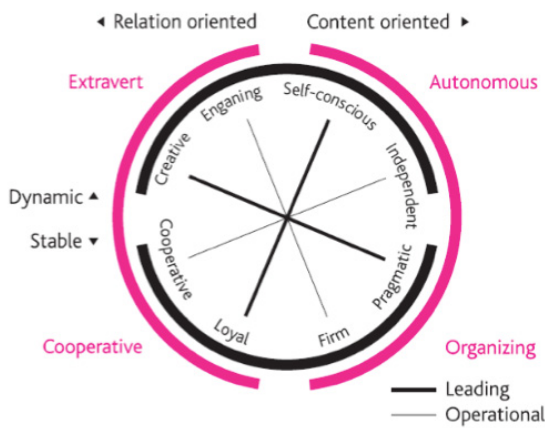 ◂ Relation oriented
Content oriented ▸
Extravert
Autonomous
Enganing
Self-conscious
Creative
Independent
Dynamic ▴
Stable ▾
Cooperative
Pragmatic
Loyal
Firm
Cooperative
Organizing
Leading
Operational